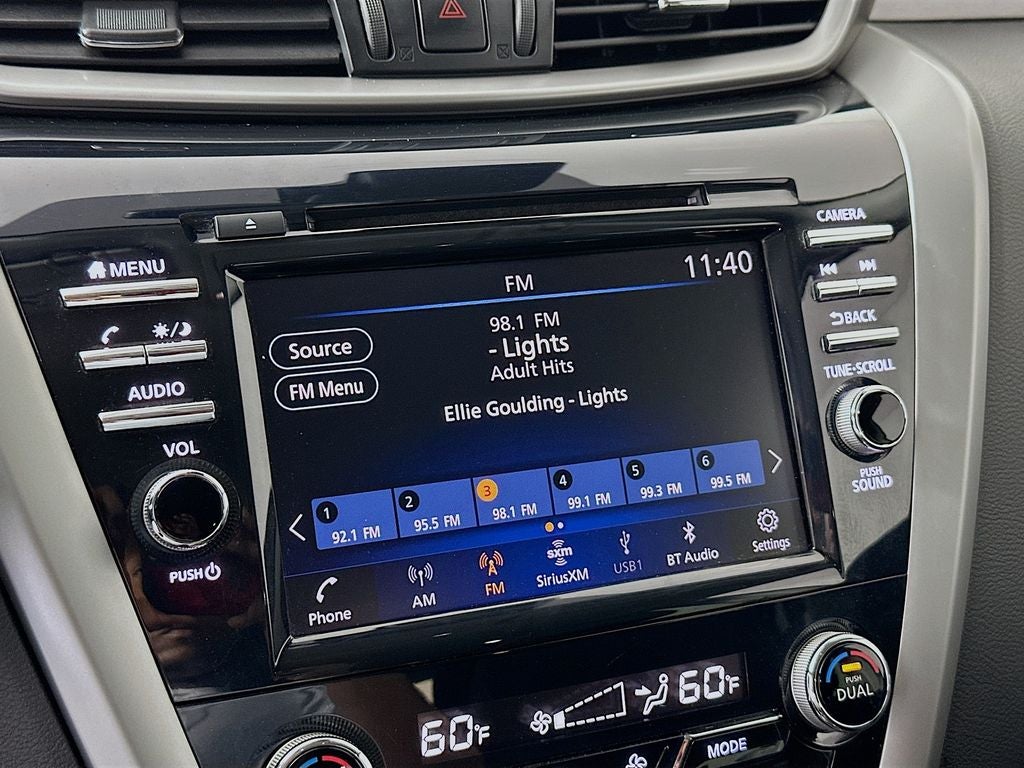 CAMERA
MENU
FM
11:40
98.1 FM
- Lights
Adult Hits
Source
FM Menu
Ellie Goulding - Lights
BACK
AUDIO
TUNE·SCROLL
VOL
PUSH
SOUND
1
92.1 FM
2
95.5 FM
3
98.1 FM
4
99.1 FM
5
99.3 FM
6
99.5 FM
PUSH
Phone
AM
FM
sxm
SiriusXM
USB1
BT Audio
Settings
60°F
60°F
PUSH
DUAL
MODE